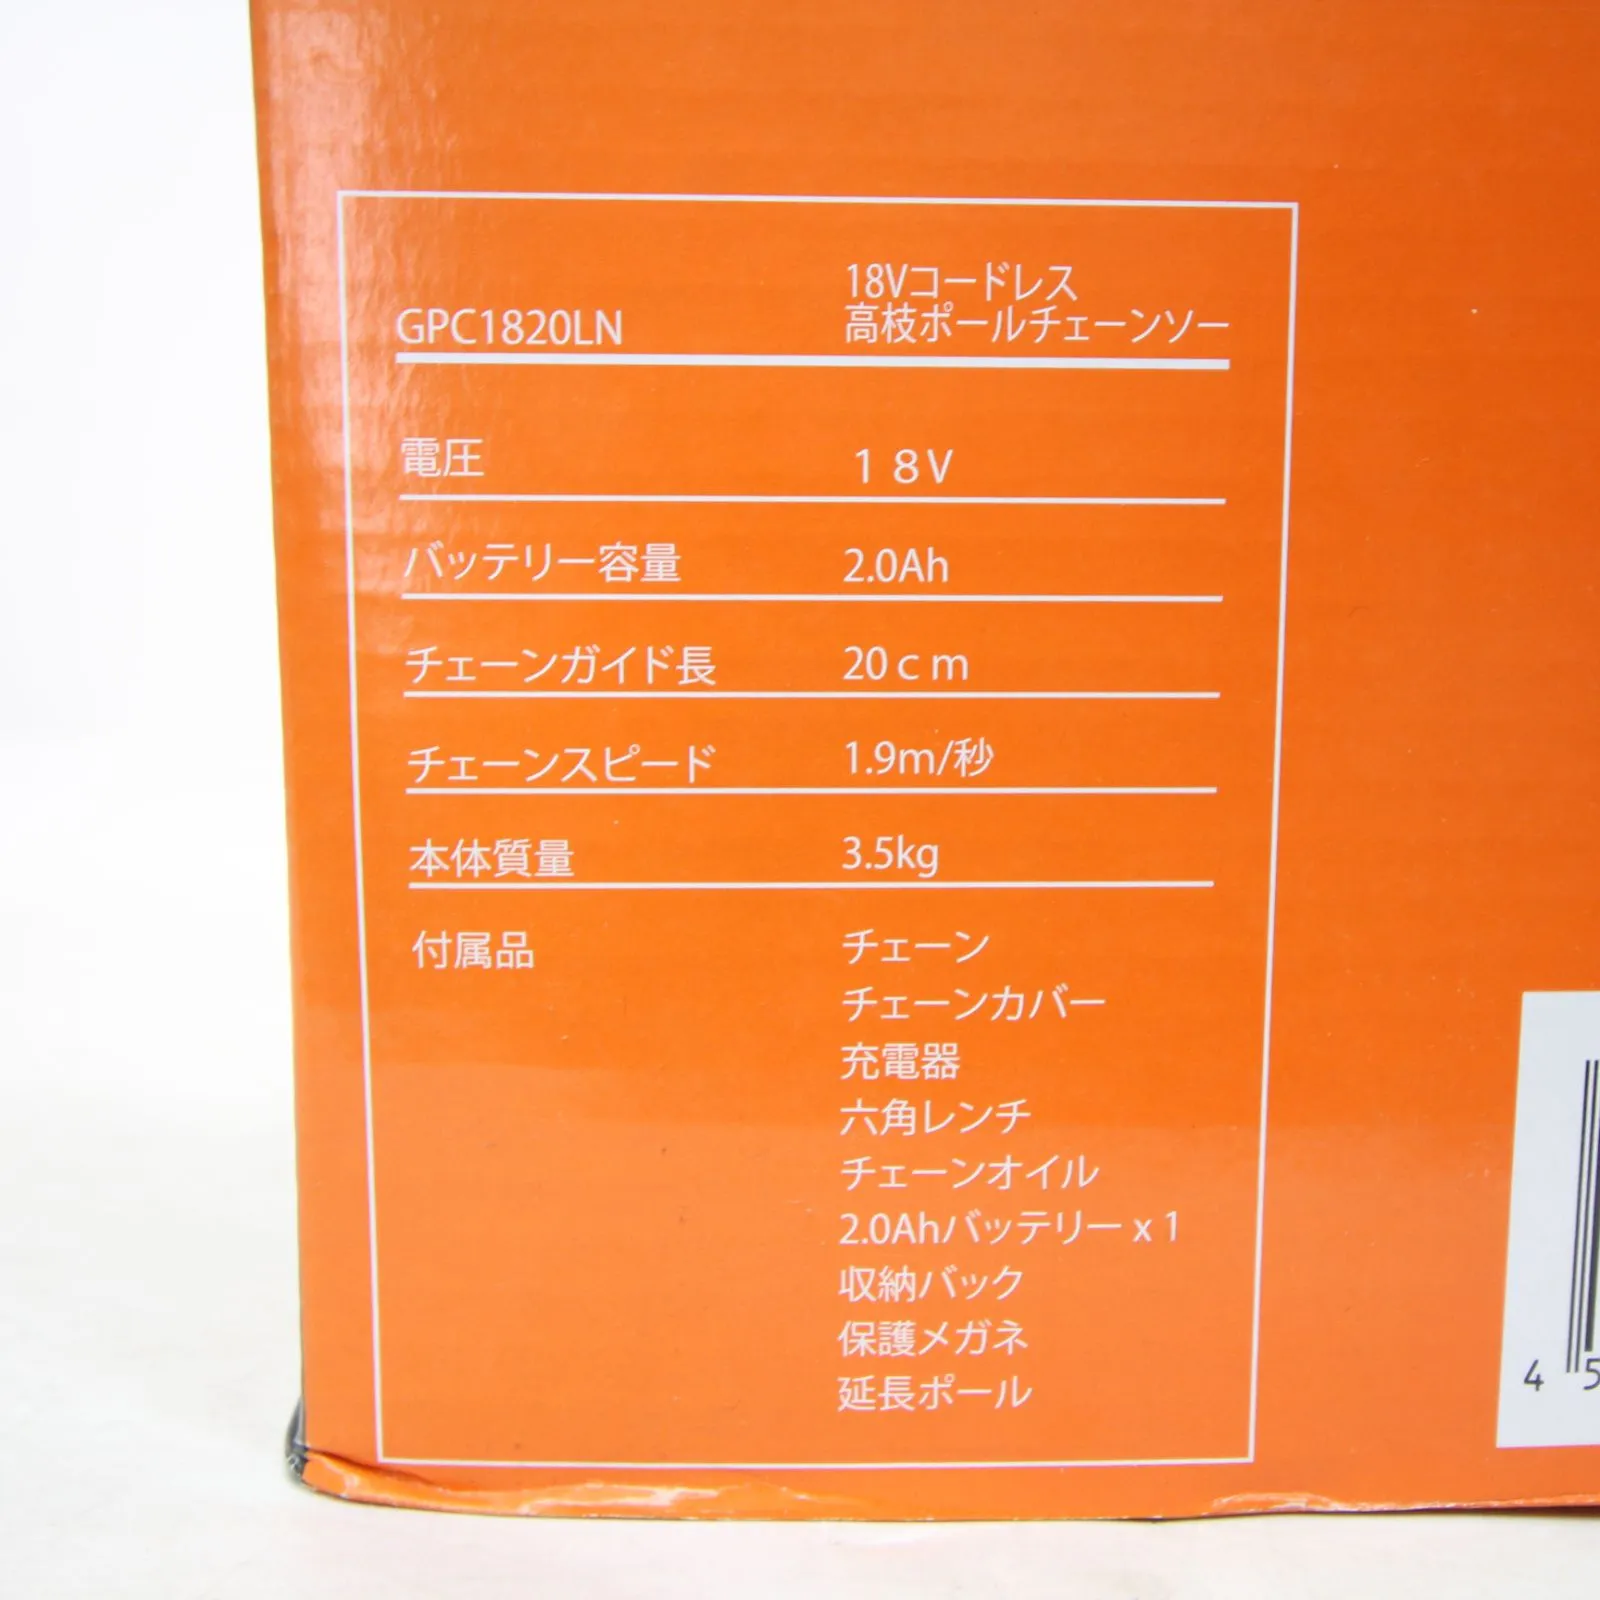 GPC1820LN 18Vコードレス
高枝ポールチェーンソー
電圧 18V
バッテリー容量 2.0Ah
チェーンガイド長 20cm
チェーンスピード 1.9m/秒
本体質量 3.5kg
付属品 チェーン
チェーンカバー
充電器
六角レンチ
チェーンオイル
2.0Ahバッテリー x 1
収納バック
保護メガネ
延長ポール
4 5